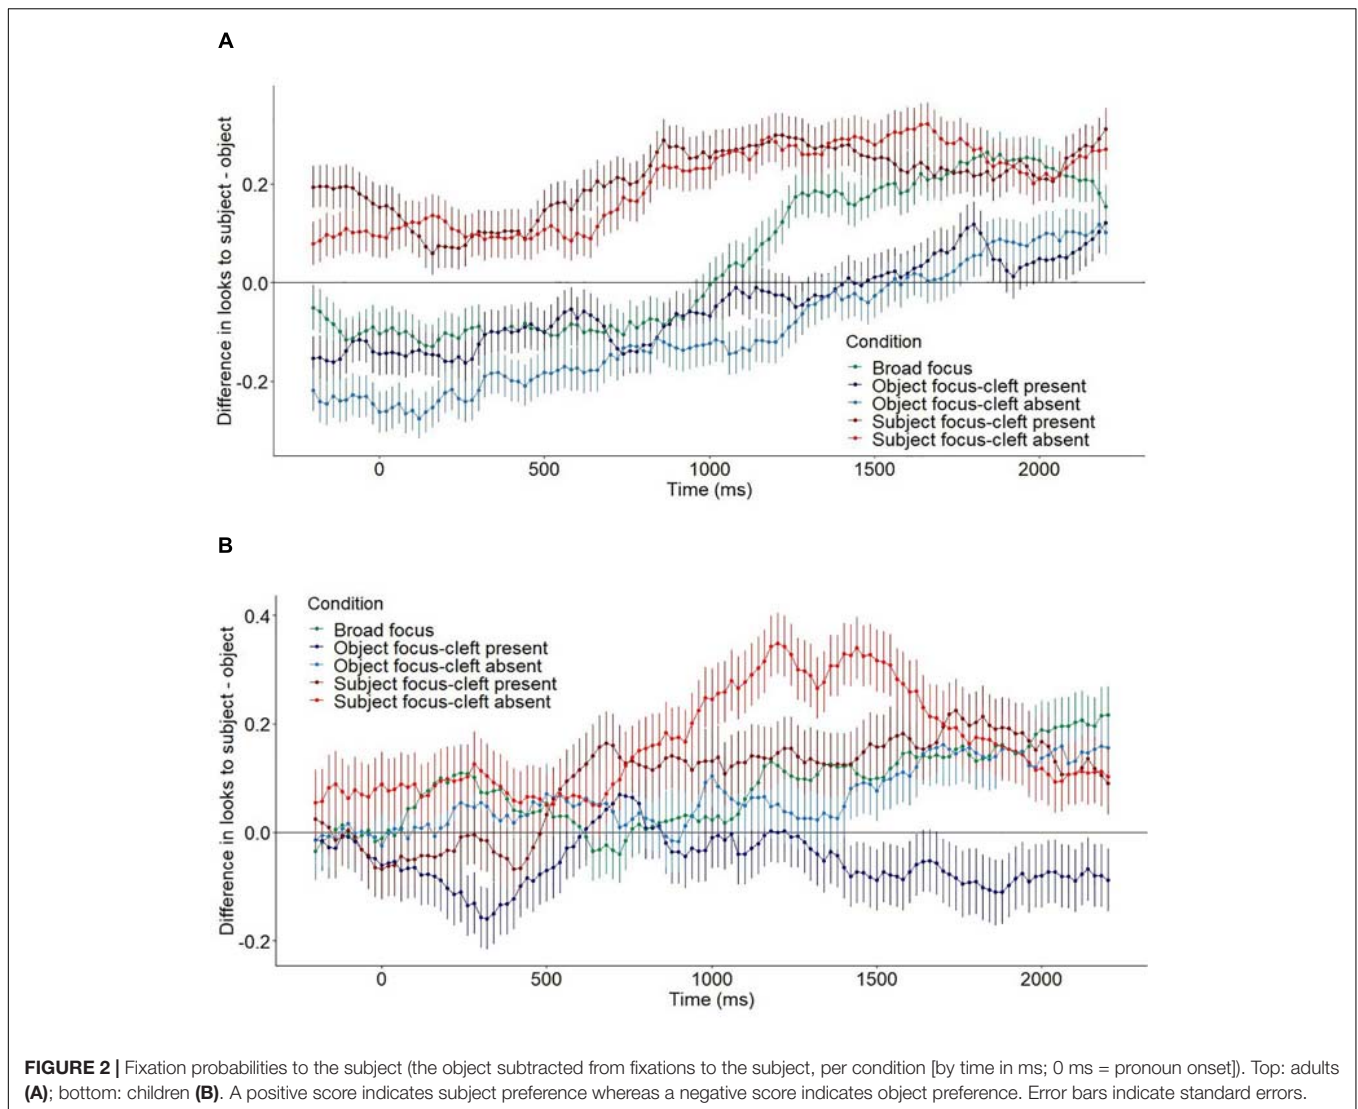 A
Difference in looks to subject - object
0.2
0.0
-0.2
Condition
Broad focus
Object focus-cleft present
Object focus-cleft absent
Subject focus-cleft present
Subject focus-cleft absent
0 500 1000 1500 2000
Time (ms)
B
Difference in looks to subject - object
0.4
0.2
0.0
-0.2
Condition
Broad focus
Object focus-cleft present
Object focus-cleft absent
Subject focus-cleft present
Subject focus-cleft absent
0 500 1000 1500 2000
Time (ms)
FIGURE 2 | Fixation probabilities to the subject (the object subtracted from fixations to the subject, per condition [by time in ms; 0 ms = pronoun onset]). Top: adults
(A); bottom: children (B). A positive score indicates subject preference whereas a negative score indicates object preference. Error bars indicate standard errors.